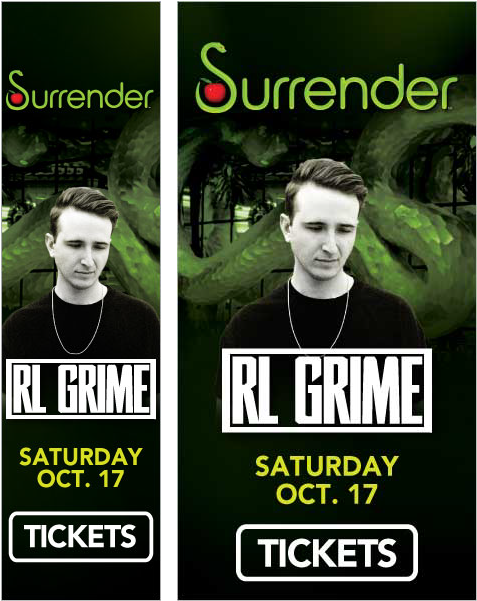 Surrender
RL GRIME
SATURDAY
OCT. 17
TICKETS
Surrender
RL GRIME
SATURDAY
OCT. 17
TICKETS